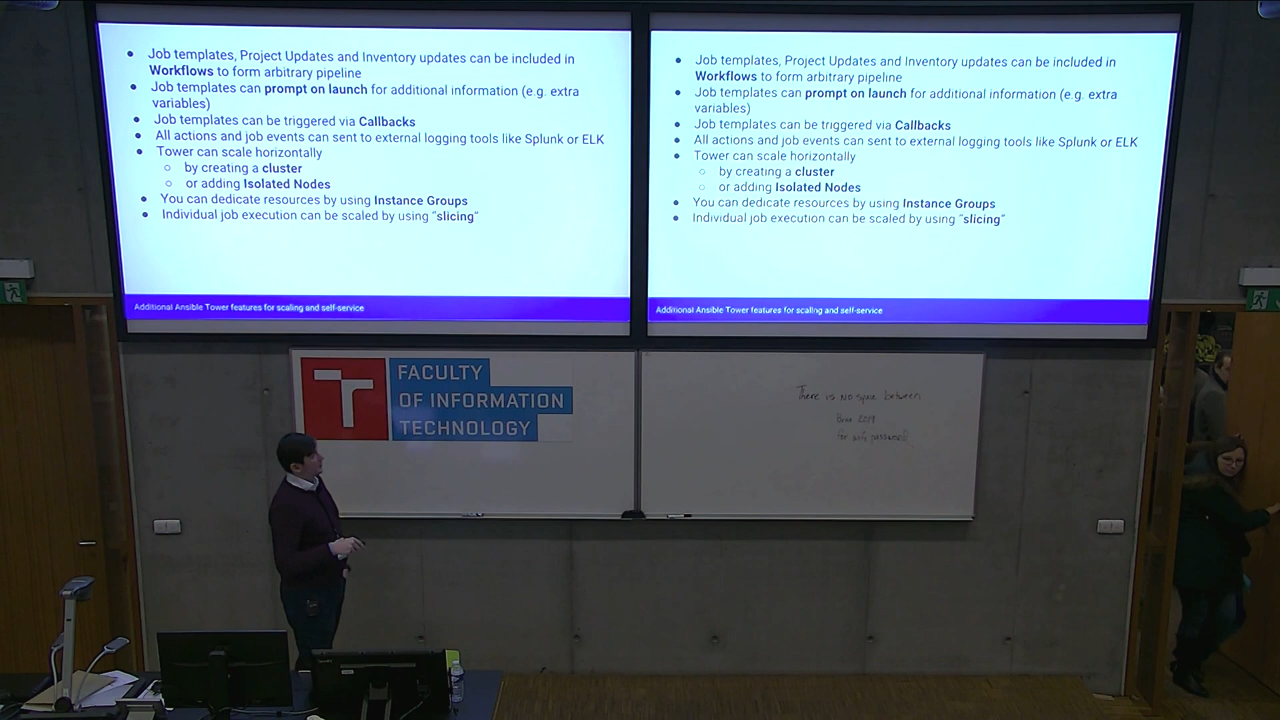 Job templates, Project Updates and Inventory updates can be included in
Workflows to form arbitrary pipeline
Job templates can prompt on launch for additional information (e.g. extra
variables)
Job templates can be triggered via Callbacks
All actions and job events can sent to external logging tools like Splunk or ELK
Tower can scale horizontally
by creating a cluster
or adding Isolated Nodes
You can dedicate resources by using Instance Groups
Individual job execution can be scaled by using "slicing"
Additional Ansible Tower features for scaling and self-service
Job templates, Project Updates and Inventory updates can be included in
Workflows to form arbitrary pipeline
Job templates can prompt on launch for additional information (e.g. extra
variables)
Job templates can be triggered via Callbacks
All actions and job events can sent to external logging tools like Splunk or ELK
Tower can scale horizontally
by creating a cluster
or adding Isolated Nodes
You can dedicate resources by using Instance Groups
Individual job execution can be scaled by using "slicing"
Additional Ansible Tower features for scaling and self-service
T
FACULTY
OF INFORMATION
TECHNOLOGY
There is NO space between
2019
for